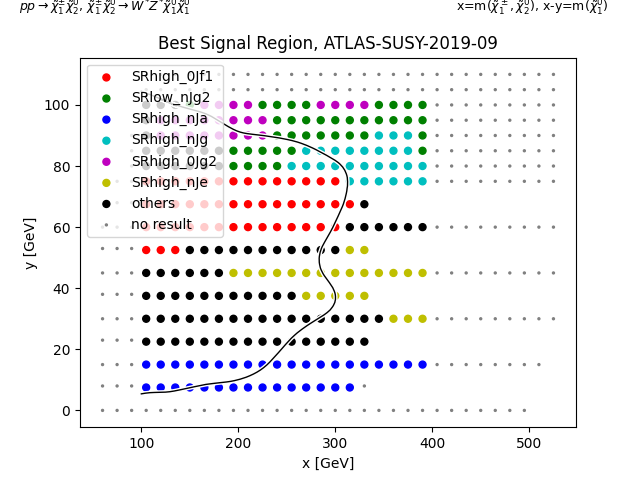 pp → χ̃₁±χ̃₂⁰, χ̃₁±χ̃₂⁰ → W*Z*χ̃₁⁰χ̃₁⁰ x=m(χ̃₁±, χ̃₂⁰), x-y=m(χ̃₁⁰)
Best Signal Region, ATLAS-SUSY-2019-09
SRhigh_0Jf1
SRlow_nJg2
SRhigh_nJa
SRhigh_nJg
SRhigh_0Jg2
SRhigh_nJe
others
no result
y [GeV]
100
80
60
40
20
0
100 200 300 400 500
x [GeV]